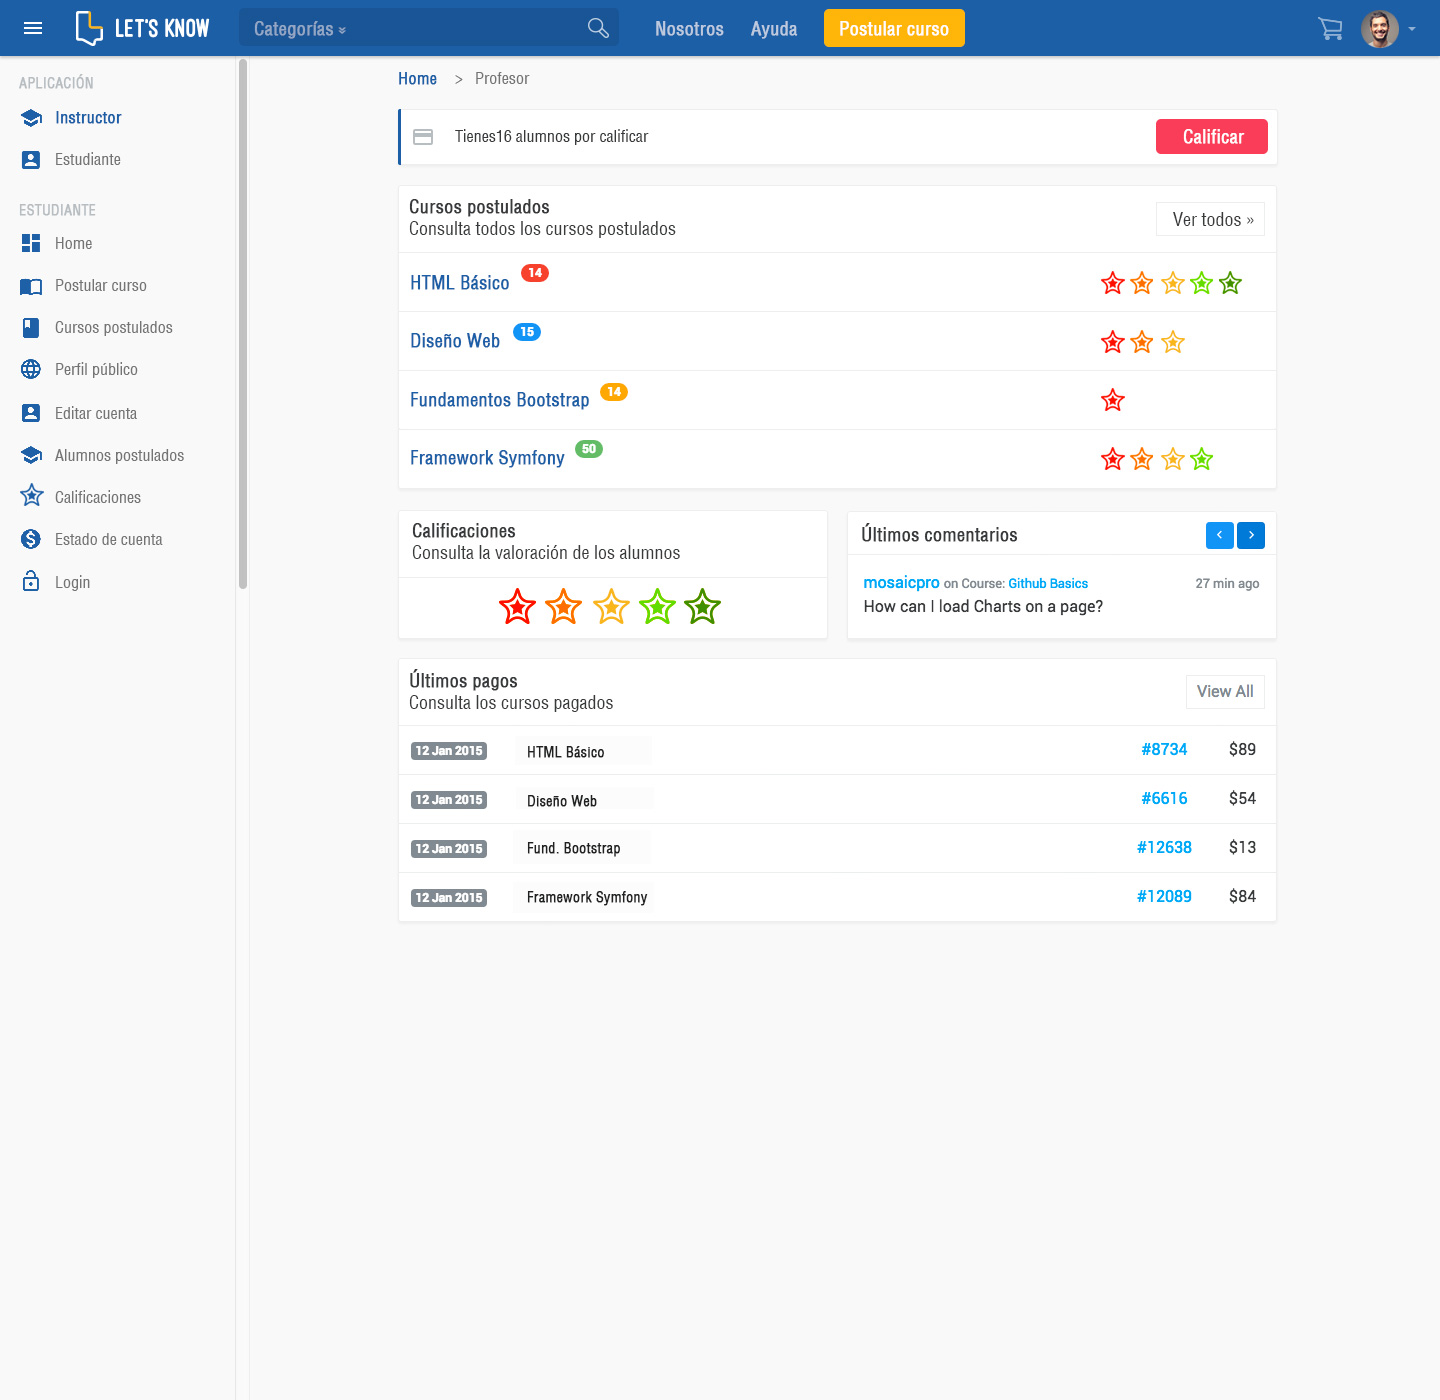 LET'S KNOW
Categorías »
Nosotros
Ayuda
Postular curso
APLICACIÓN
Instructor
Estudiante
ESTUDIANTE
Home
Postular curso
Cursos postulados
Perfil público
Editar cuenta
Alumnos postulados
Calificaciones
Estado de cuenta
Login
Home > Profesor
Tienes16 alumnos por calificar
Calificar
Cursos postulados
Consulta todos los cursos postulados
Ver todos »
HTML Básico 14
Diseño Web 15
Fundamentos Bootstrap 14
Framework Symfony 50
Calificaciones
Consulta la valoración de los alumnos
Últimos comentarios
mosaicpro on Course: Github Basics 27 min ago
How can I load Charts on a page?
Últimos pagos
Consulta los cursos pagados
View All
12 Jan 2015 HTML Básico #8734 $89
12 Jan 2015 Diseño Web #6616 $54
12 Jan 2015 Fund. Bootstrap #12638 $13
12 Jan 2015 Framework Symfony #12089 $84